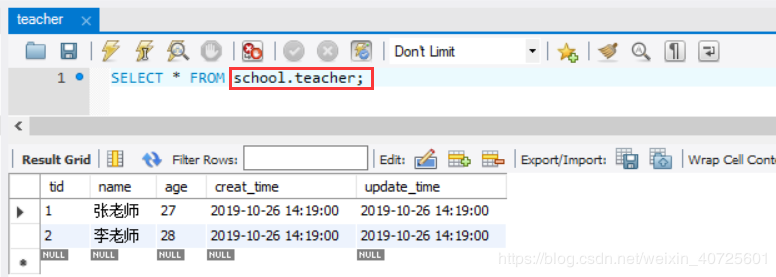 teacher
Don't Limit
1 SELECT * FROM school.teacher;
Result Grid Filter Rows: Edit: Export/Import: Wrap Cell Conte
tid name age creat_time update_time
1 张老师 27 2019-10-26 14:19:00 2019-10-26 14:19:00
2 李老师 28 2019-10-26 14:19:00 2019-10-26 14:19:00
NULL NULL NULL NULL NULL
https://blog.csdn.net/weixin_40725601